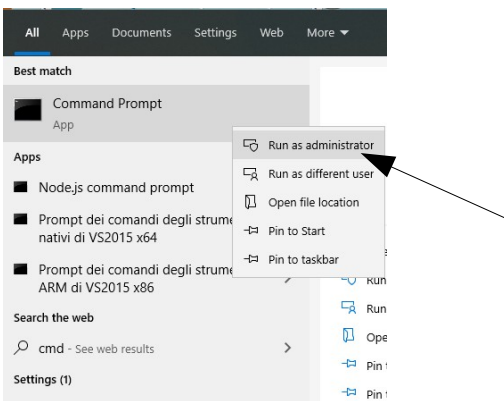 All Apps Documents Settings Web More
Best match
Command Prompt
App
Run as administrator
Run as different user
Open file location
Pin to Start
Pin to taskbar
Apps
Node.js command prompt
Prompt dei comandi degli strume
nativi di VS2015 x64
Prompt dei comandi degli strume
ARM di VS2015 x86
Search the web
cmd - See web results
Settings (1)
Run
Run
Ope
Pin
Pin